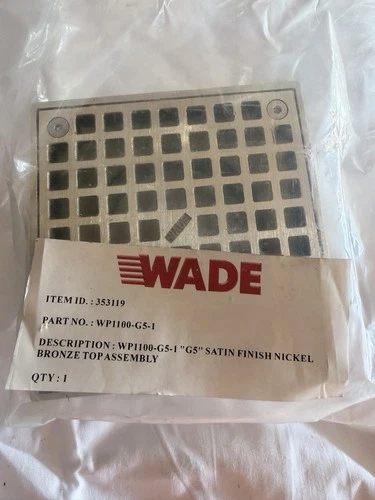 WADE
ITEM ID. : 353119
PART NO. : WP1100-G5-1
DESCRIPTION : WP1100-G5-1 "G5" SATIN FINISH NICKEL
BRONZE TOP ASSEMBLY
QTY : 1